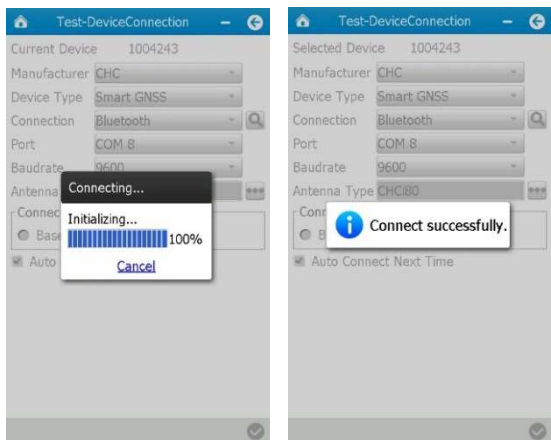 Test-DeviceConnection
Current Device 1004243
Manufacturer CHC
Device Type Smart GNSS
Connection Bluetooth
Port COM 8
Baudrate 9600
Antenna
Connecting...
Connec
Initializing...
Base
100%
Auto
Cancel
Test-DeviceConnection
Selected Device 1004243
Manufacturer CHC
Device Type Smart GNSS
Connection Bluetooth
Port COM 8
Baudrate 9600
Antenna Type CHCi80
Conr
B
Connect successfully.
Auto Connect Next Time